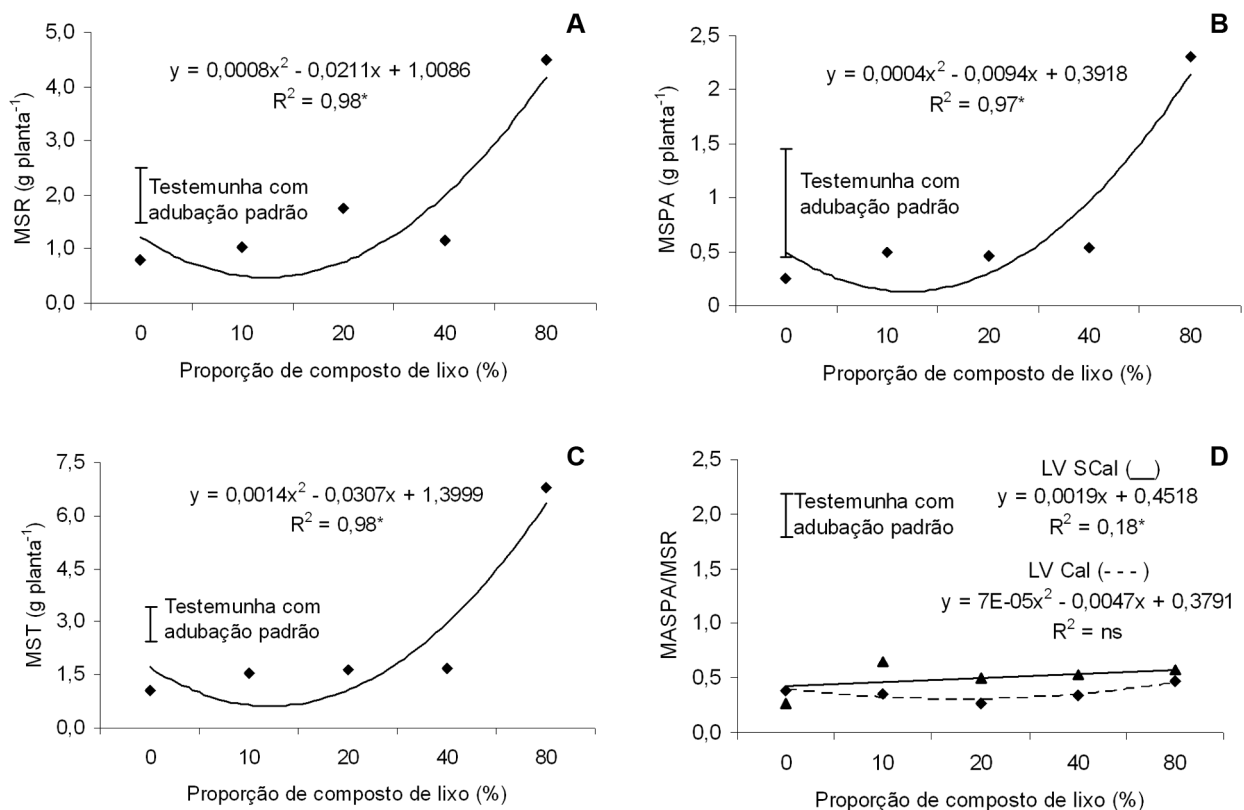 A
MSR (g planta⁻¹)
5,0
4,0
3,0
2,0
1,0
0,0
y = 0,0008x² - 0,0211x + 1,0086
R² = 0,98*
Testemunha com
adubação padrão
0 10 20 40 80
Proporção de composto de lixo (%)
B
MSPA (g planta⁻¹)
2,5
2
1,5
1
0,5
0
y = 0,0004x² - 0,0094x + 0,3918
R² = 0,97*
Testemunha com
adubação padrão
0 10 20 40 80
Proporção de composto de lixo (%)
C
MST (g planta⁻¹)
7,5
6,0
4,5
3,0
1,5
0,0
y = 0,0014x² - 0,0307x + 1,3999
R² = 0,98*
Testemunha com
adubação padrão
0 10 20 40 80
Proporção de composto de lixo (%)
D
MASPA/MSR
2,5
2,0
1,5
1,0
0,5
0,0
LV SCal (__)
y = 0,0019x + 0,4518
R² = 0,18*
LV Cal (- - -)
y = 7E-05x² - 0,0047x + 0,3791
R² = ns
Testemunha com
adubação padrão
0 10 20 40 80
Proporção de composto de lixo (%)